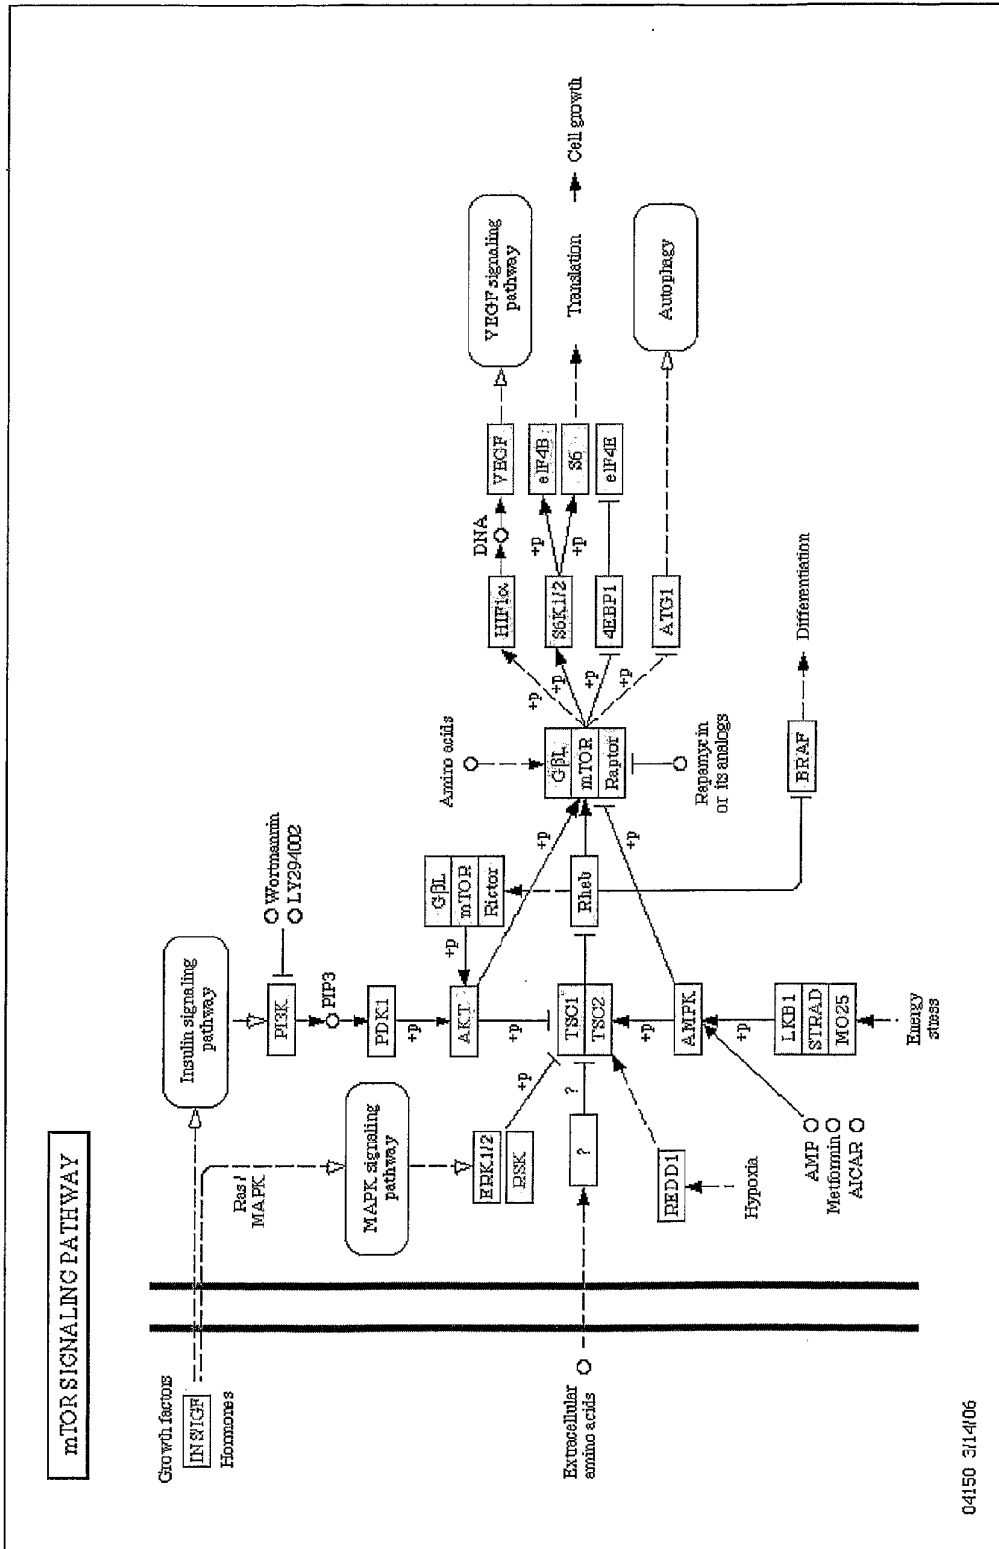 mTOR SIGNALING PATHWAY
Growth factors
INS/IGF
Hormones
Ras/
MAPK
Insulin signaling
pathway
MAPK signaling
pathway
PI3K
Wortmannin
LY294002
PIP3
PDK1
+p
AKT
+p
+p
GβL
mTOR
Rictor
ERK1/2
RSK
+p
Extracellular
amino acids
?
?
TSC1
TSC2
Rheb
REDD1
Hypoxia
+p
AMPK
+p
+p
+p
LKB1
STRAD
MO25
Energy
stress
AMP
Metformin
AICAR
Amino acids
GβL
mTOR
Raptor
Rapamycin
or its analogs
BRAF
Differentiation
+p
+p
+p
+p
HIF1α
DNA
VEGF
VEGF signaling
pathway
S6K1/2
+p
+p
eIF4B
S6
Translation
Cell growth
4EBP1
eIF4E
ATG1
Autophagy
04150 3/14/06